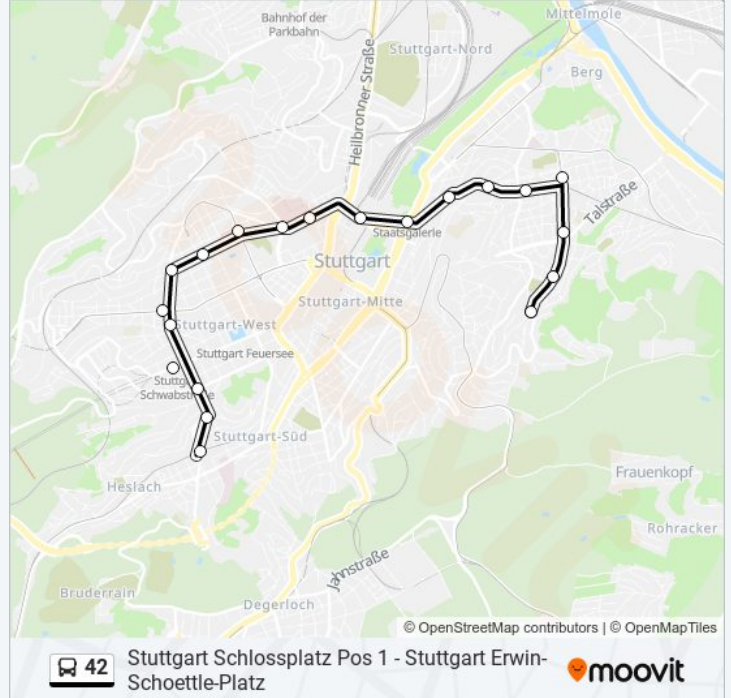 Bahnhof der
Parkbahn
Mittelmole
Stuttgart-Nord
Berg
Heilbronner Straße
Talstraße
Staatsgalerie
Stuttgart
Stuttgart-Mitte
Stuttgart-West
Stuttgart Feuersee
Schwabstraße
Stuttgart-Süd
Heslach
Frauenkopf
Rohracker
Jahnstraße
Bruderrain
Degerloch
© OpenStreetMap contributors | © OpenMapTiles
42
Stuttgart Schlossplatz Pos 1 - Stuttgart Erwin-
Schoettle-Platz
moovit